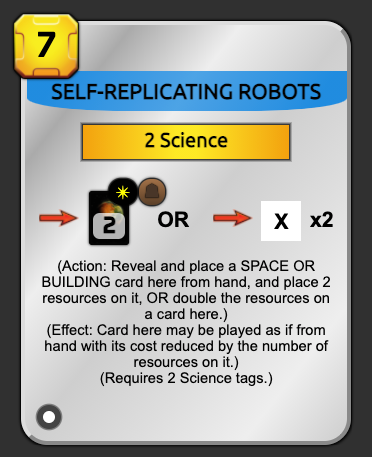 7
SELF-REPLICATING ROBOTS
2 Science
2 OR X x2
(Action: Reveal and place a SPACE OR
BUILDING card here from hand, and place 2
resources on it, OR double the resources on
a card here.)
(Effect: Card here may be played as if from
hand with its cost reduced by the number of
resources on it.)
(Requires 2 Science tags.)